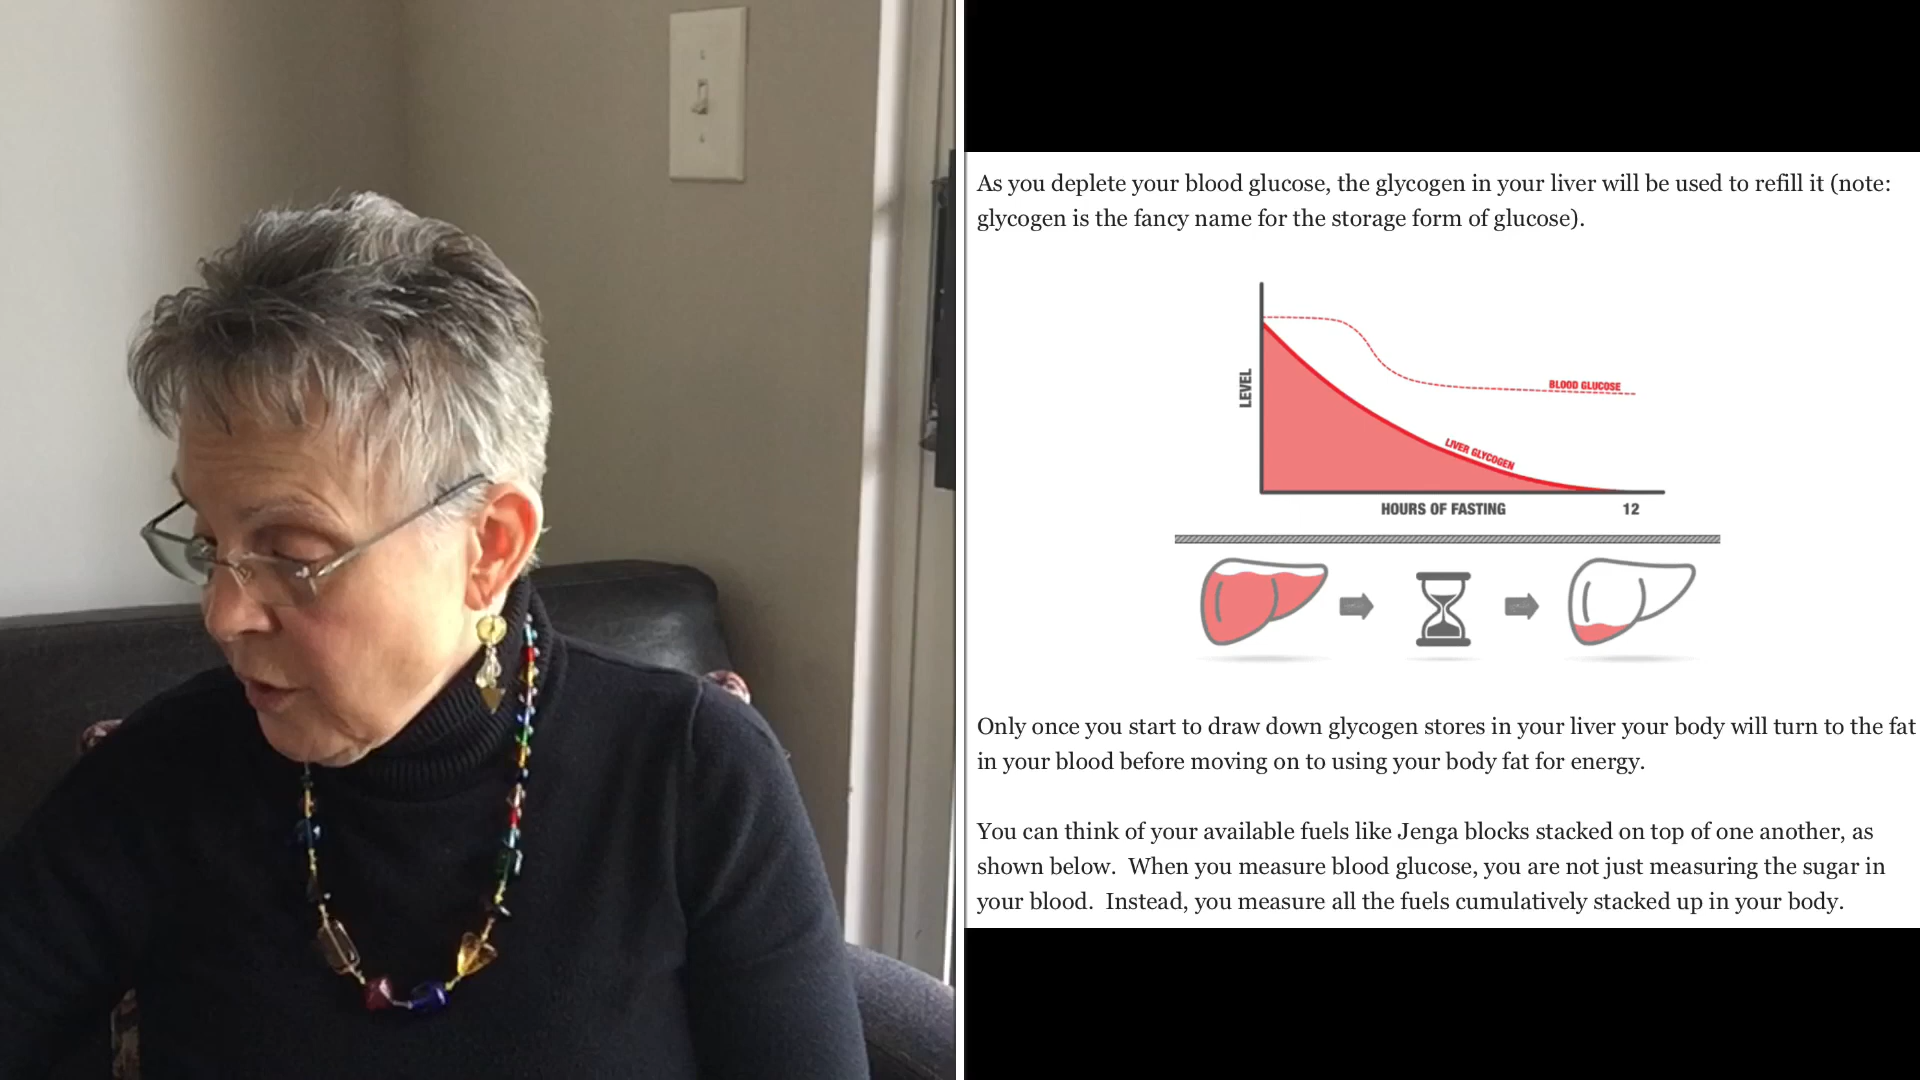 As you deplete your blood glucose, the glycogen in your liver will be used to refill it (note:
glycogen is the fancy name for the storage form of glucose).
LEVEL
BLOOD GLUCOSE
LIVER GLYCOGEN
HOURS OF FASTING
12
Only once you start to draw down glycogen stores in your liver your body will turn to the fat
in your blood before moving on to using your body fat for energy.
You can think of your available fuels like Jenga blocks stacked on top of one another, as
shown below.  When you measure blood glucose, you are not just measuring the sugar in
your blood.  Instead, you measure all the fuels cumulatively stacked up in your body.